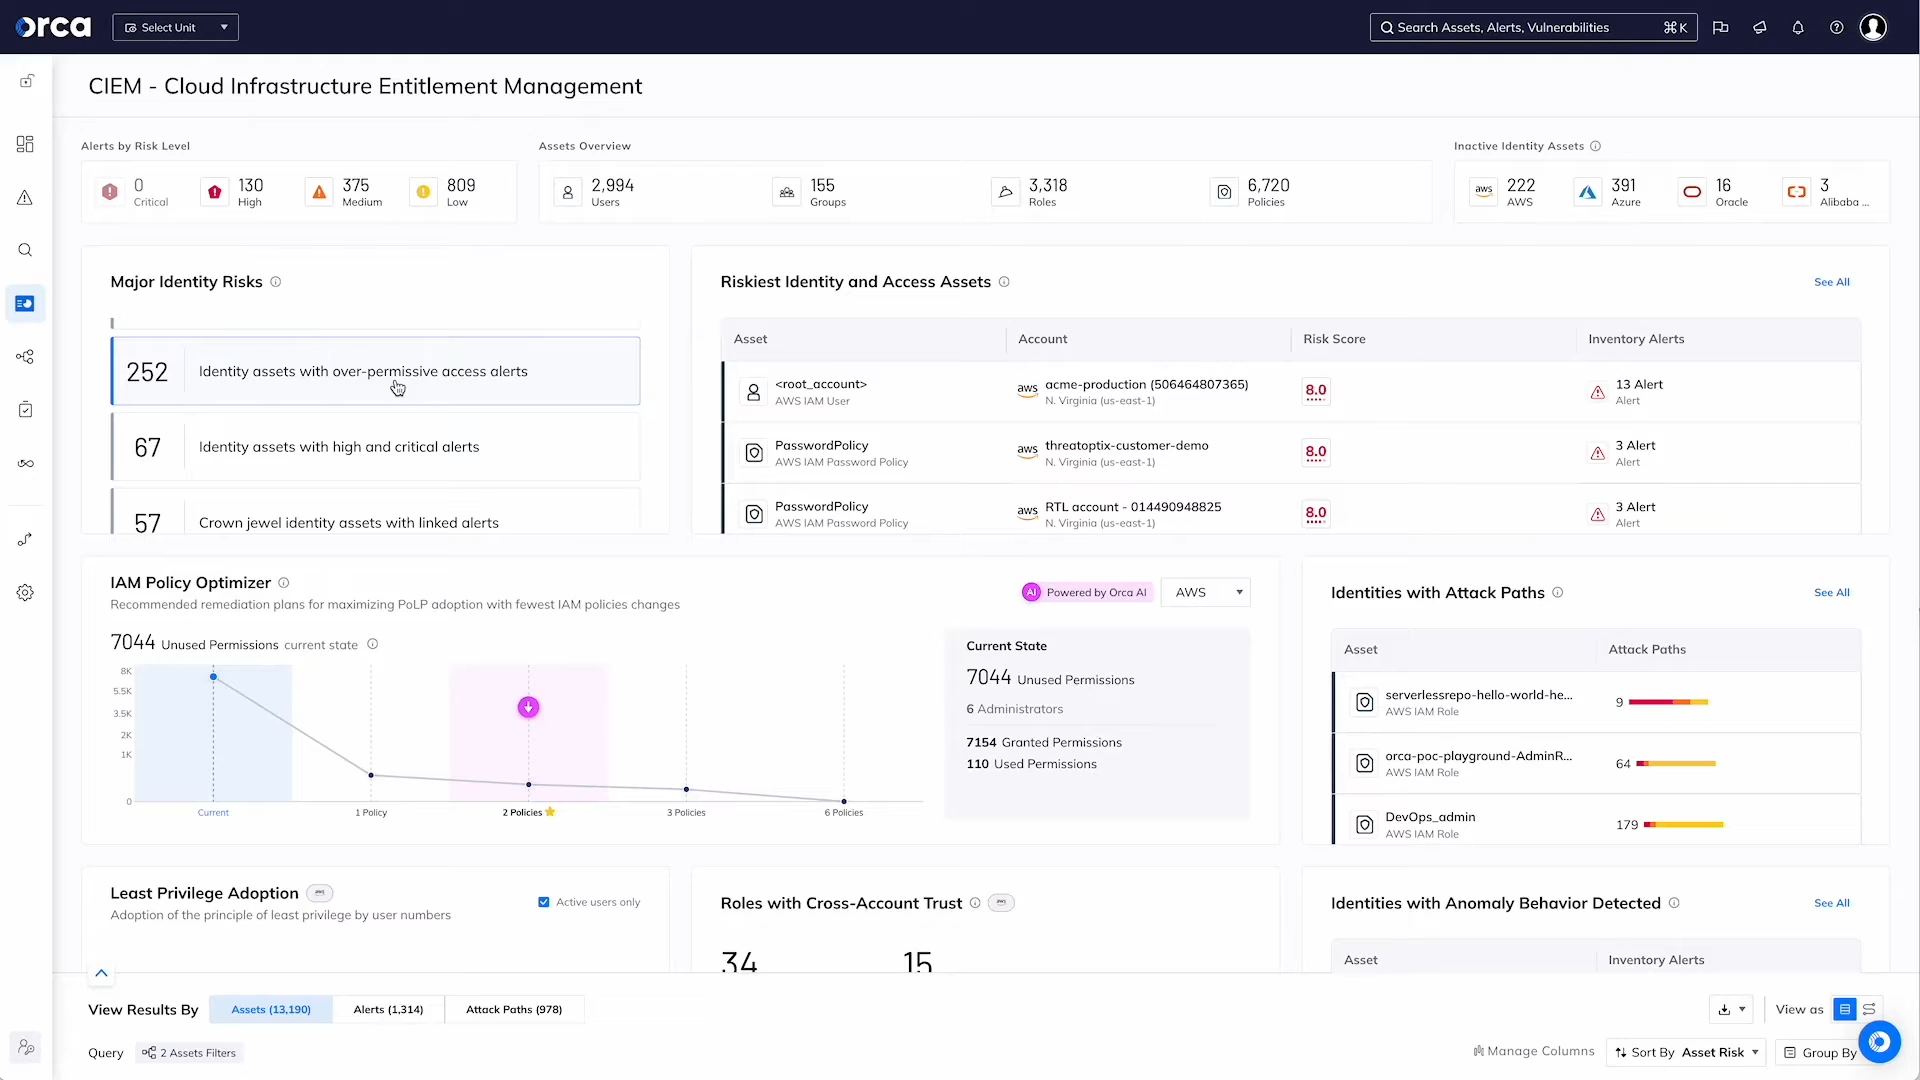 orca
Select Unit
Search Assets, Alerts, Vulnerabilities
⌘K
CIEM - Cloud Infrastructure Entitlement Management
Alerts by Risk Level
0
Critical
130
High
375
Medium
809
Low
Assets Overview
2,994
Users
155
Groups
3,318
Roles
6,720
Policies
Inactive Identity Assets
aws
222
AWS
391
Azure
16
Oracle
3
Alibaba ...
Major Identity Risks
252
Identity assets with over-permissive access alerts
67
Identity assets with high and critical alerts
57
Crown jewel identity assets with linked alerts
Riskiest Identity and Access Assets
See All
Asset
Account
Risk Score
Inventory Alerts
<root_account>
AWS IAM User
aws
acme-production (506464807365)
N. Virginia (us-east-1)
8.0
13 Alert
Alert
PasswordPolicy
AWS IAM Password Policy
aws
threatoptix-customer-demo
N. Virginia (us-east-1)
8.0
3 Alert
Alert
PasswordPolicy
AWS IAM Password Policy
aws
RTL account - 014490948825
N. Virginia (us-east-1)
8.0
3 Alert
Alert
IAM Policy Optimizer
Recommended remediation plans for maximizing PoLP adoption with fewest IAM policies changes
AI Powered by Orca AI
AWS
7044 Unused Permissions current state
8K
5.5K
3.5K
2K
1K
0
Current
1 Policy
2 Policies
3 Policies
6 Policies
Current State
7044 Unused Permissions
6 Administrators
7154 Granted Permissions
110 Used Permissions
Identities with Attack Paths
See All
Asset
Attack Paths
serverlessrepo-hello-world-he...
AWS IAM Role
9
orca-poc-playground-AdminR...
AWS IAM Role
64
DevOps_admin
AWS IAM Role
179
Least Privilege Adoption
aws
Adoption of the principle of least privilege by user numbers
Active users only
Roles with Cross-Account Trust
aws
34
15
Identities with Anomaly Behavior Detected
See All
Asset
Inventory Alerts
View Results By
Assets (13,190)
Alerts (1,314)
Attack Paths (978)
View as
Query
2 Assets Filters
Manage Columns
Sort By Asset Risk
Group By